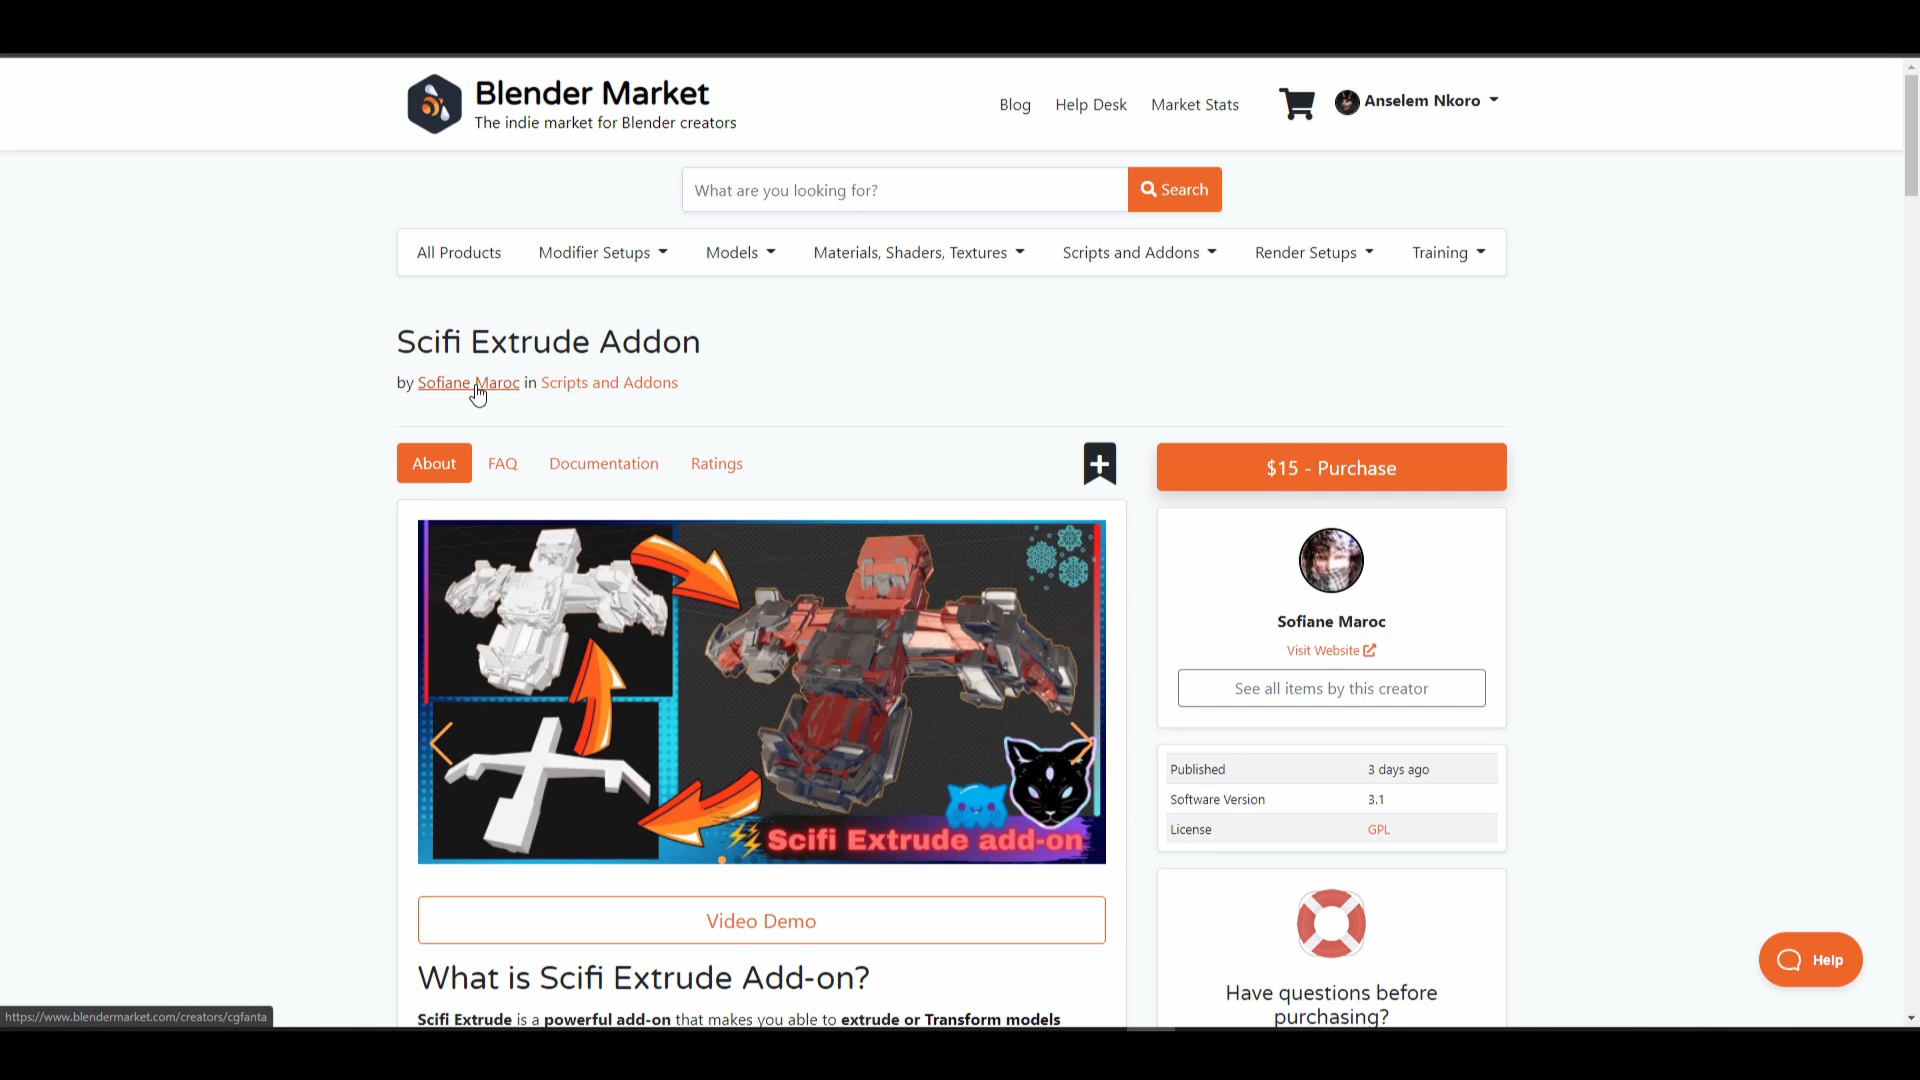 Blender Market
The indie market for Blender creators
Blog
Help Desk
Market Stats
Anselem Nkoro
What are you looking for?
Search
All Products
Modifier Setups
Models
Materials, Shaders, Textures
Scripts and Addons
Render Setups
Training
Scifi Extrude Addon
by Sofiane Maroc in Scripts and Addons
About
FAQ
Documentation
Ratings
$15 - Purchase
Scifi Extrude add-on
Sofiane Maroc
Visit Website
See all items by this creator
Published 3 days ago
Software Version 3.1
License GPL
Video Demo
What is Scifi Extrude Add-on?
Scifi Extrude is a powerful add-on that makes you able to extrude or Transform models
Have questions before
purchasing?
Help
https://www.blendermarket.com/creators/cgfanta